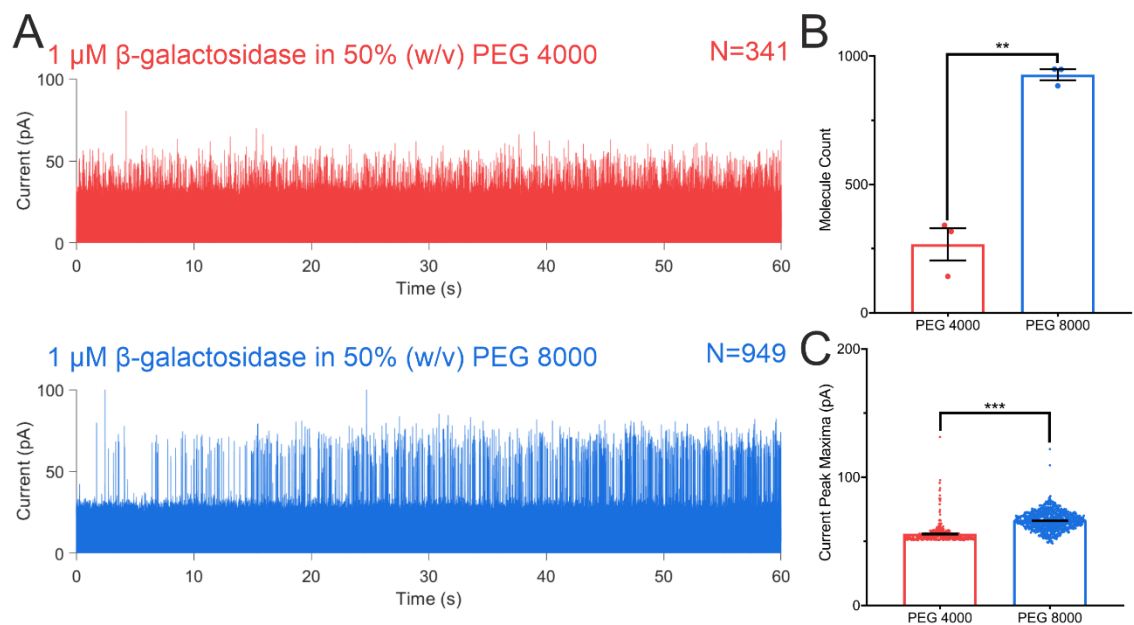 A
1 μM β-galactosidase in 50% (w/v) PEG 4000
N=341
100
50
0
Current (pA)
0 10 20 30 40 50 60
Time (s)
1 μM β-galactosidase in 50% (w/v) PEG 8000
N=949
100
50
0
Current (pA)
0 10 20 30 40 50 60
Time (s)
B
**
1000
500
0
Molecule Count
PEG 4000 PEG 8000
C
***
200
100
0
Current Peak Maxima (pA)
PEG 4000 PEG 8000